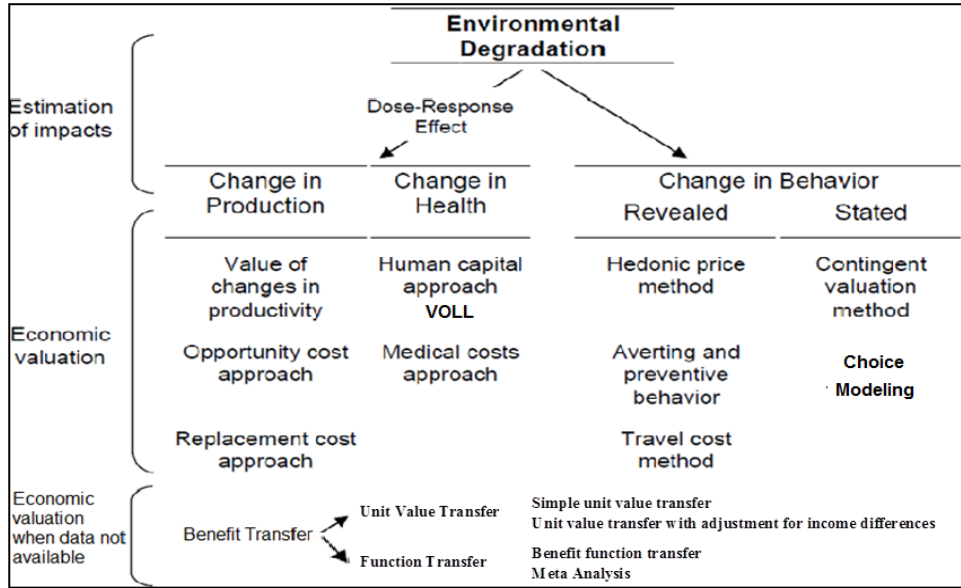 Environmental
Degradation
Estimation
of impacts
Dose-Response
Effect
Change in
Production
Change in
Health
Change in Behavior
Revealed
Stated
Economic
valuation
Value of
changes in
productivity
Human capital
approach
VOLL
Hedonic price
method
Contingent
valuation
method
Opportunity cost
approach
Medical costs
approach
Averting and
preventive
behavior
Choice
Modeling
Replacement cost
approach
Travel cost
method
Economic
valuation
when data not
available
Benefit Transfer
Unit Value Transfer
Simple unit value transfer
Unit value transfer with adjustment for income differences
Function Transfer
Benefit function transfer
Meta Analysis